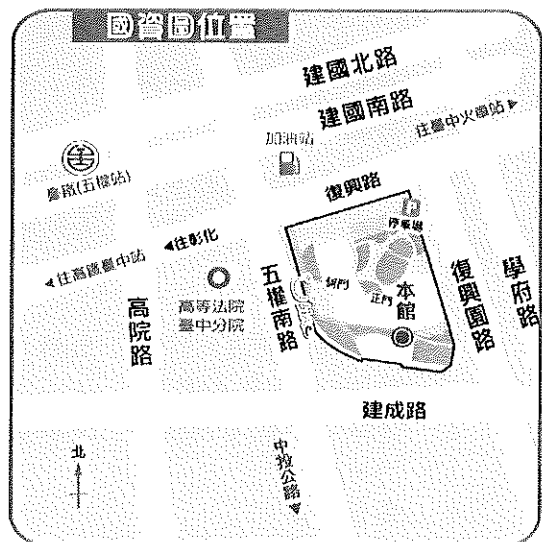 國資圖位置
建國北路
建國南路
往臺中火車站▶
加油站
臺鐵(五權站)
復興路
停車場
◀往彰化
◀往高鐵臺中站
五權南路
側門
正門
本館
復興園路
學府路
高院路
高等法院
臺中分院
建成路
北
中投公路▼